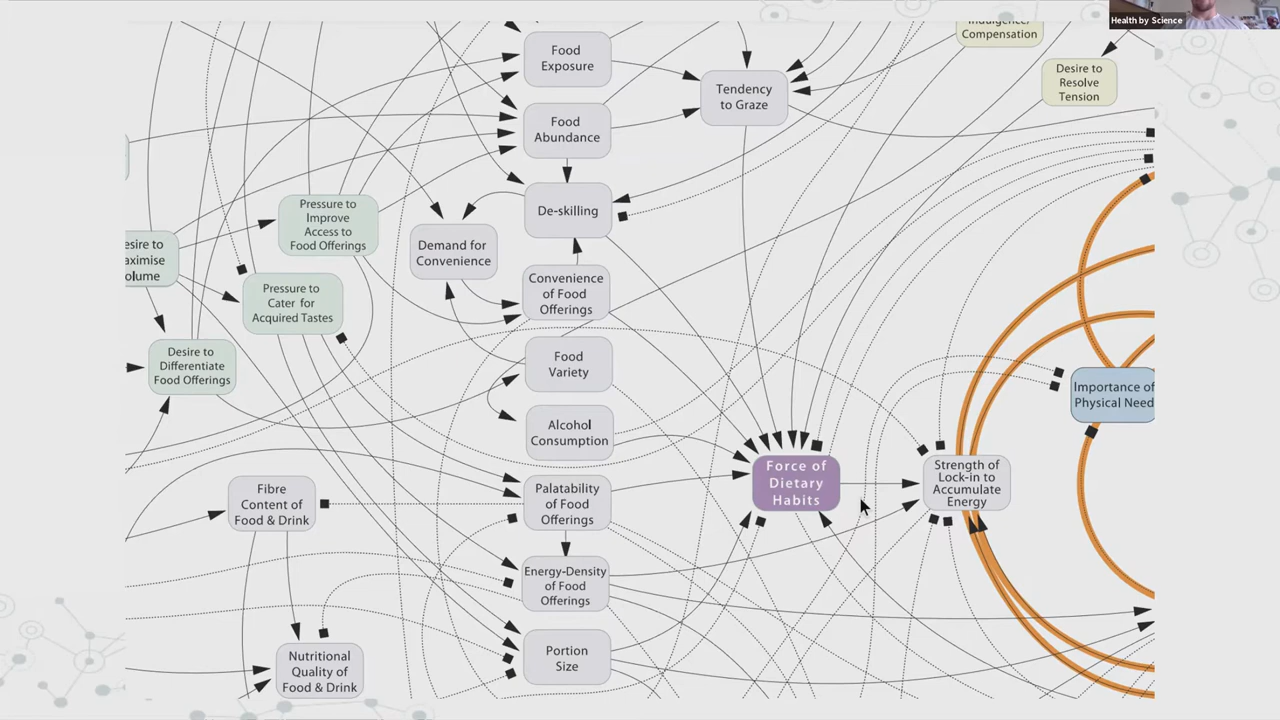 Health by Science
Indulgence/
Compensation
Desire to
Resolve
Tension
Food
Exposure
Tendency
to Graze
Food
Abundance
De-skilling
Pressure to
Improve
Access to
Food Offerings
Demand for
Convenience
esire to
aximise
olume
Pressure to
Cater for
Acquired Tastes
Convenience
of Food
Offerings
Desire to
Differentiate
Food Offerings
Food
Variety
Importance of
Physical Need
Alcohol
Consumption
Force of
Dietary
Habits
Strength of
Lock-in to
Accumulate
Energy
Fibre
Content of
Food & Drink
Palatability
of Food
Offerings
Energy-Density
of Food
Offerings
Portion
Size
Nutritional
Quality of
Food & Drink